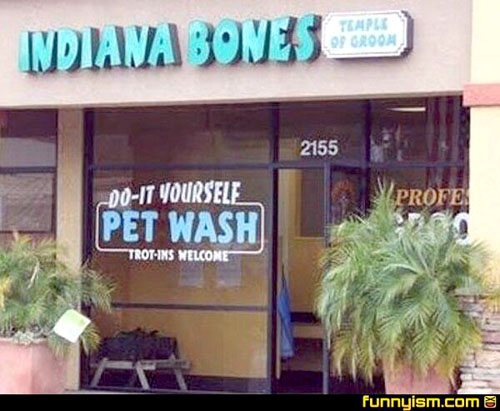 INDIANA BONES
TEMPLE
OF GROOM
2155
DO-IT YOURSELF
PET WASH
TROT-INS WELCOME
funnyism.com